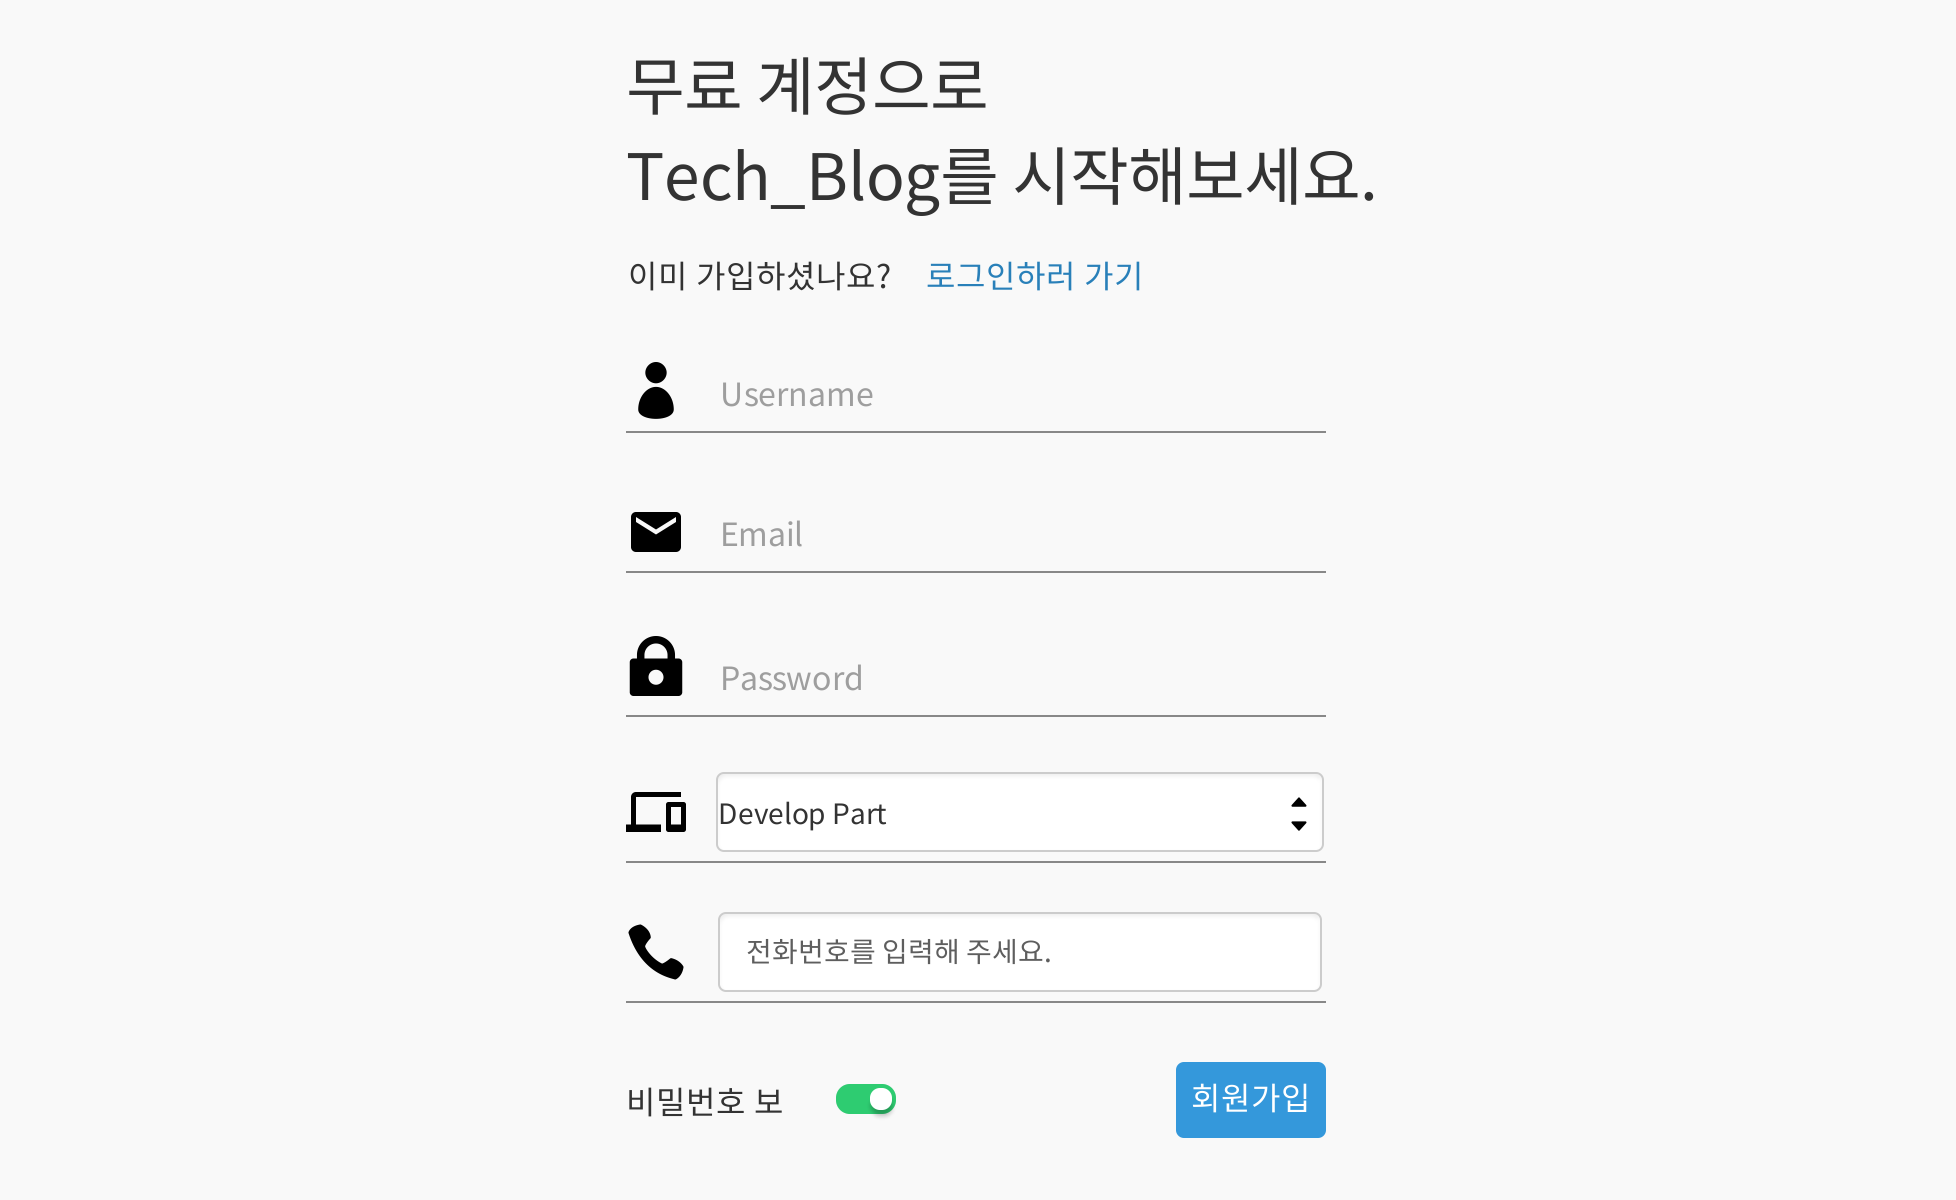 무료 계정으로
Tech_Blog를 시작해보세요.
이미 가입하셨나요? 로그인하러 가기
Username
Email
Password
Develop Part
전화번호를 입력해 주세요.
비밀번호 보 회원가입